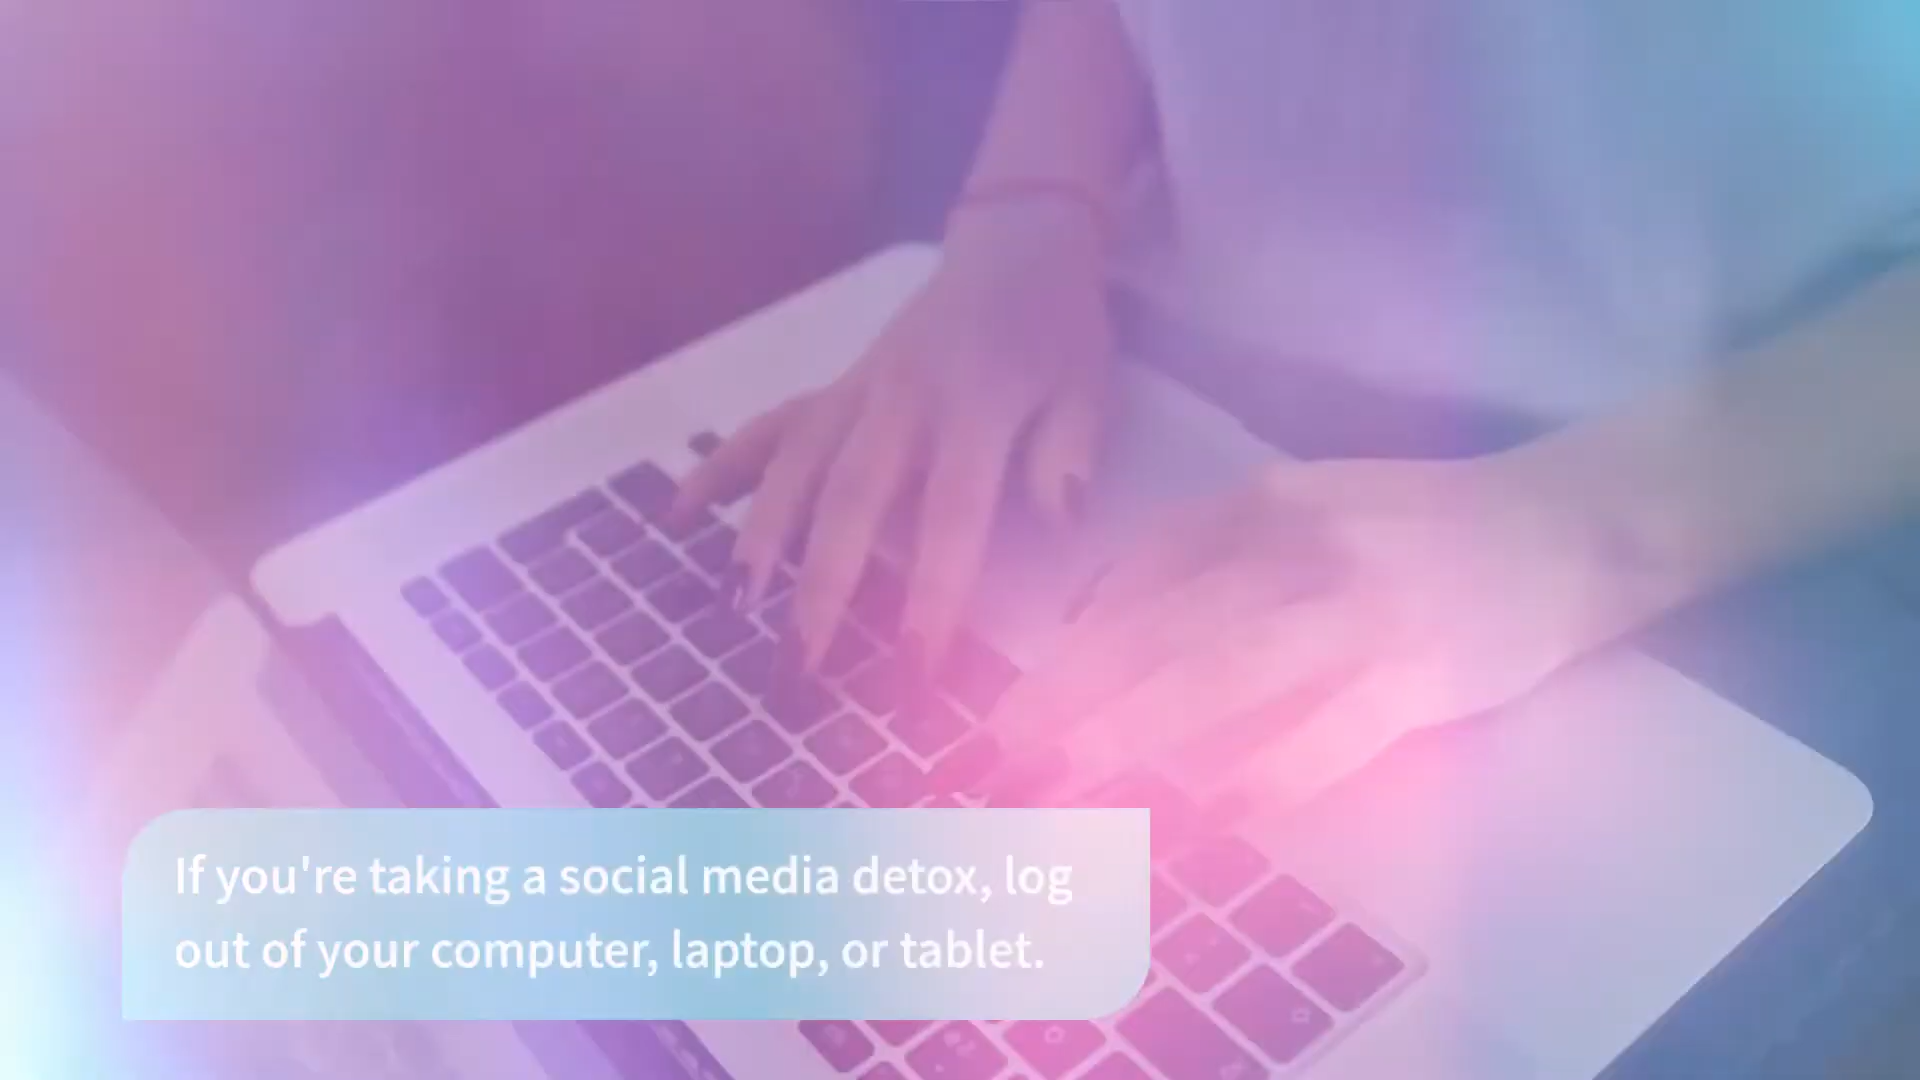 If you're taking a social media detox, log
out of your computer, laptop, or tablet.